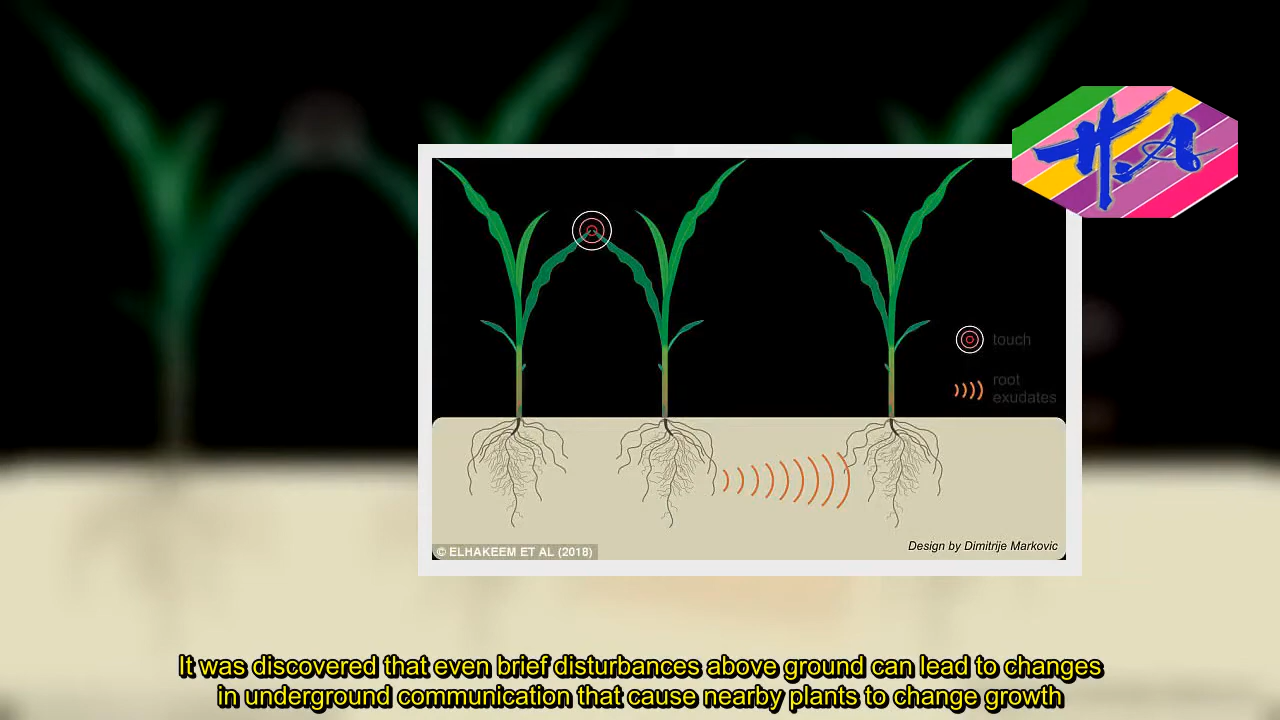 H.A
touch
root
exudates
© ELHAKEEM ET AL (2018)
Design by Dimitrije Markovic
It was discovered that even brief disturbances above ground can lead to changes
in underground communication that cause nearby plants to change growth